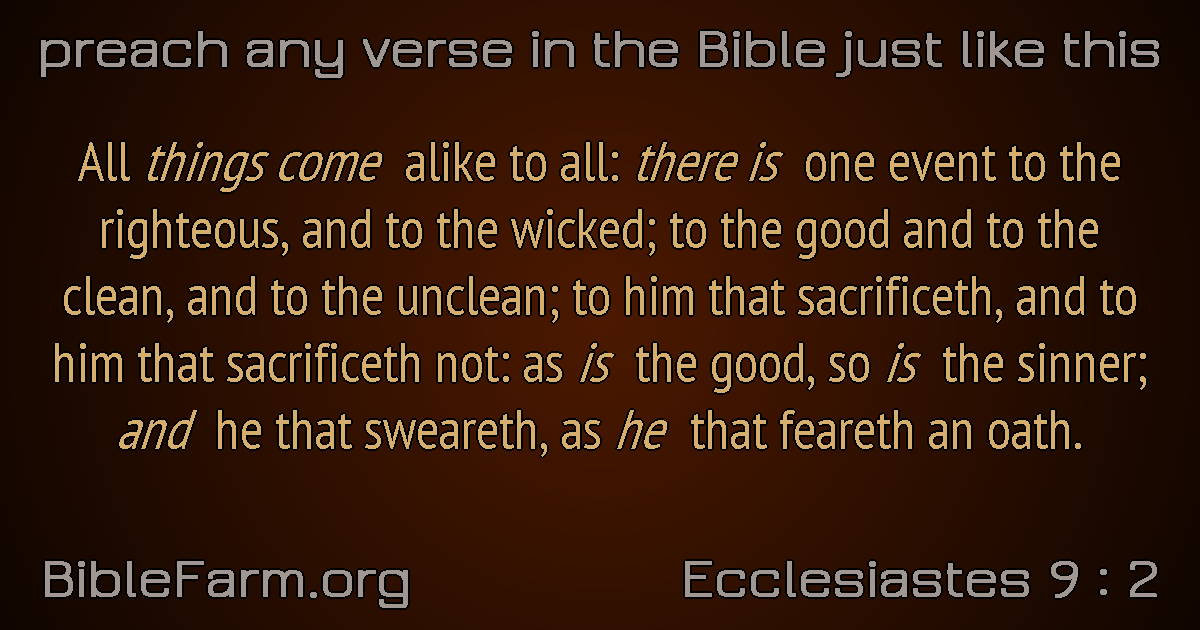 preach any verse in the Bible just like this
All things come alike to all: there is one event to the
righteous, and to the wicked; to the good and to the
clean, and to the unclean; to him that sacrificeth, and to
him that sacrificeth not: as is the good, so is the sinner;
and he that sweareth, as he that feareth an oath.
BibleFarm.org
Ecclesiastes 9 : 2